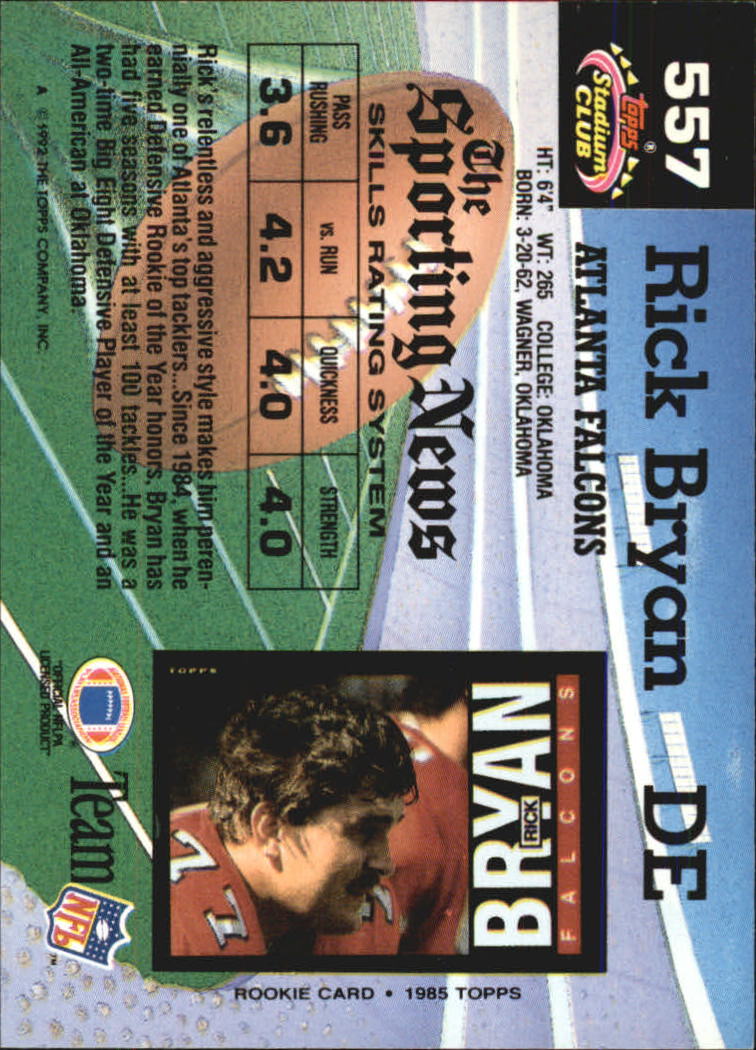 557
Topps®
Stadium
CLUB
Rick Bryan DE
ATLANTA FALCONS
HT: 6'4" WT: 265 COLLEGE: OKLAHOMA
BORN: 3-20-62, WAGNER, OKLAHOMA
The
Sporting News
SKILLS RATING SYSTEM
PASS RUSHING vs. RUN QUICKNESS STRENGTH
3.6 4.2 4.0 4.0
Rick's relentless and aggressive style makes him peren-
nially one of Atlanta's top tacklers...Since 1984, when he
earned Defensive Rookie of the Year honors, Bryan has
had five seasons with at least 100 tackles...He was a
two-time Big Eight Defensive Player of the Year and an
All-American at Oklahoma.
A © 1992 THE TOPPS COMPANY, INC.
FALCONS
BRYAN
RICK
TOPPS
77
ROOKIE CARD • 1985 TOPPS
"OFFICIAL NFLPA
LICENSED PRODUCT"
®
Team NFL
™